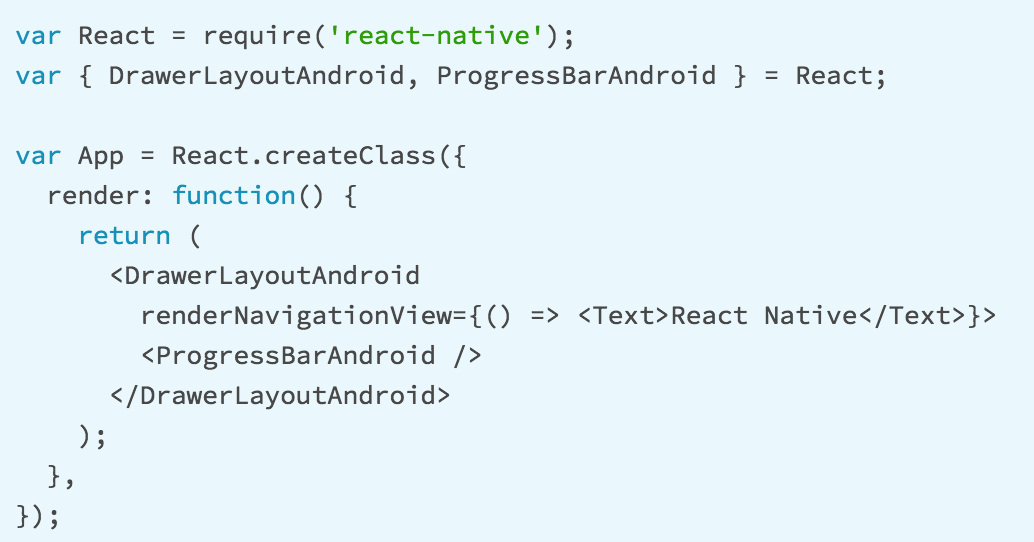 var React = require('react-native');
var { DrawerLayoutAndroid, ProgressBarAndroid } = React;

var App = React.createClass({
  render: function() {
    return (
      <DrawerLayoutAndroid
        renderNavigationView={() => <Text>React Native</Text>}>
        <ProgressBarAndroid />
      </DrawerLayoutAndroid>
    );
  },
});